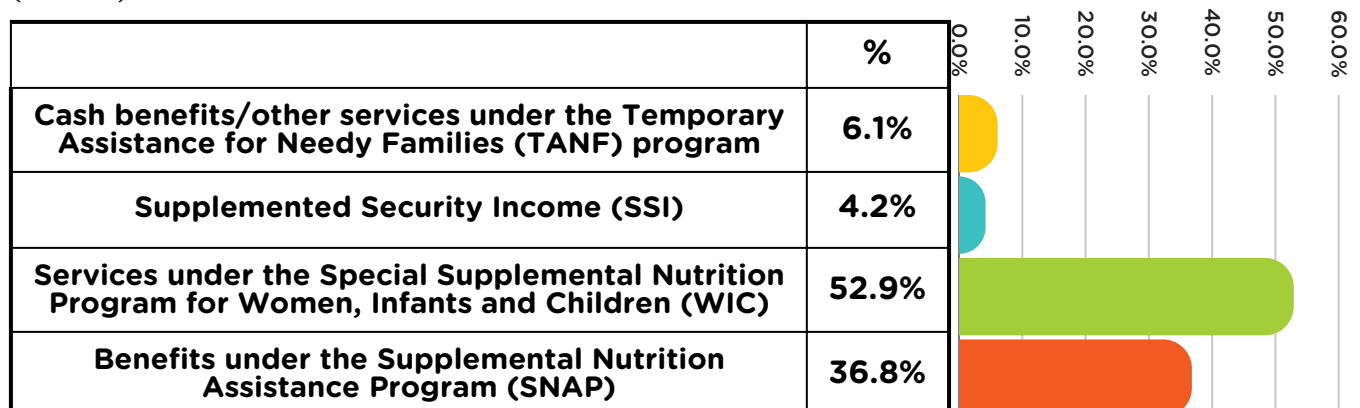 %
0.0%
10.0%
20.0%
30.0%
40.0%
50.0%
60.0%
Cash benefits/other services under the Temporary
Assistance for Needy Families (TANF) program
6.1%
Supplemented Security Income (SSI)
4.2%
Services under the Special Supplemental Nutrition
Program for Women, Infants and Children (WIC)
52.9%
Benefits under the Supplemental Nutrition
Assistance Program (SNAP)
36.8%